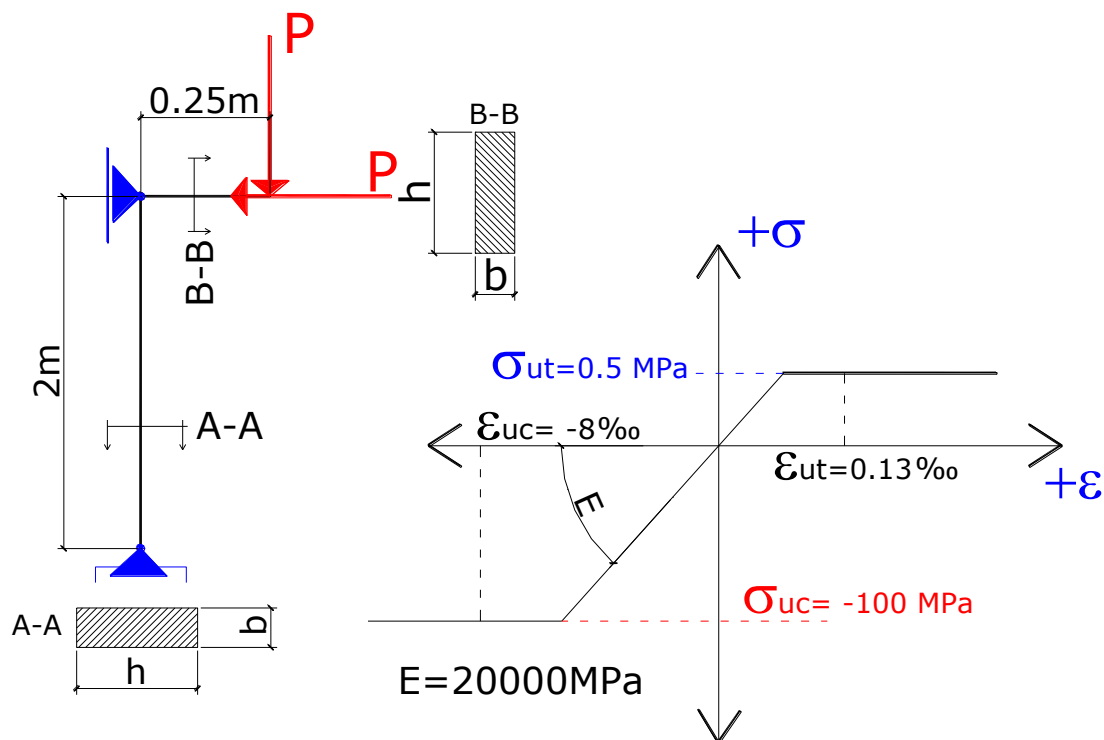 P
0.25m
B-B
P
h
B-B
b
2m
A-A
A-A
b
h
+σ
σut=0.5 MPa
εuc= -8‰
εut=0.13‰
+ε
E
σuc= -100 MPa
E=20000MPa